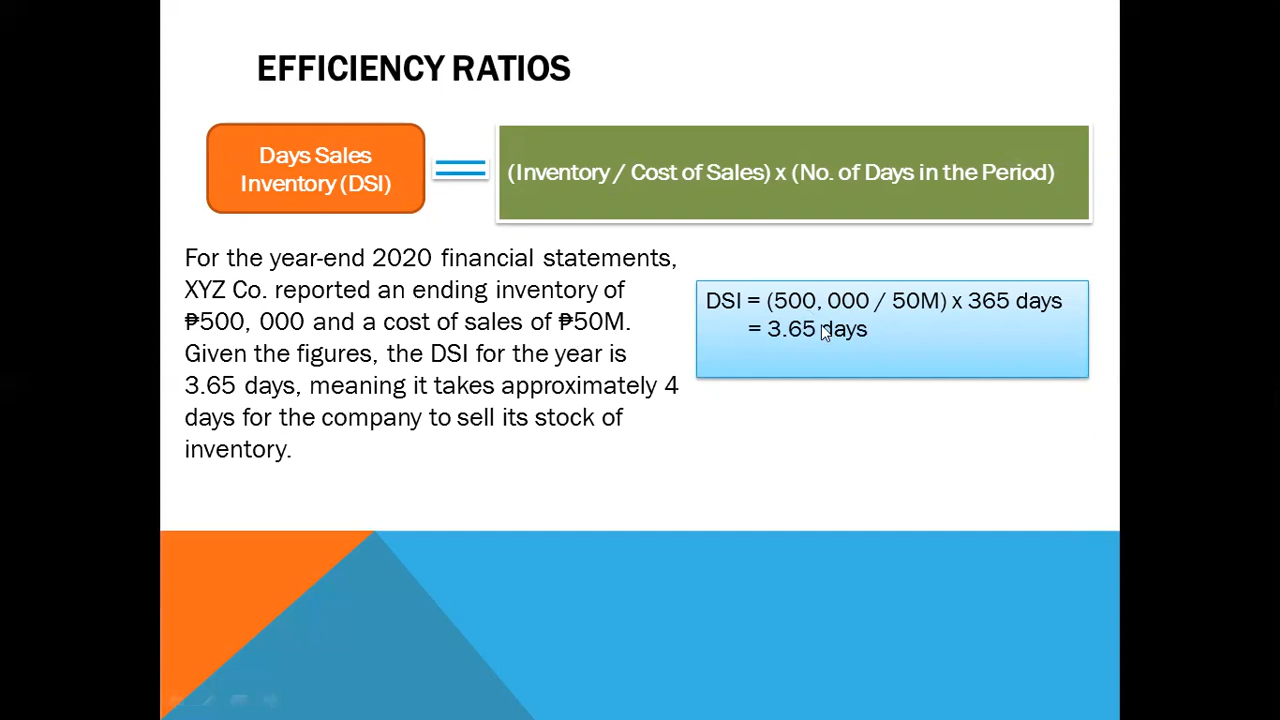 EFFICIENCY RATIOS
Days Sales
Inventory (DSI)
(Inventory / Cost of Sales) x (No. of Days in the Period)
For the year-end 2020 financial statements,
XYZ Co. reported an ending inventory of
₱500, 000 and a cost of sales of ₱50M.
Given the figures, the DSI for the year is
3.65 days, meaning it takes approximately 4
days for the company to sell its stock of
inventory.
DSI = (500, 000 / 50M) x 365 days
= 3.65 days